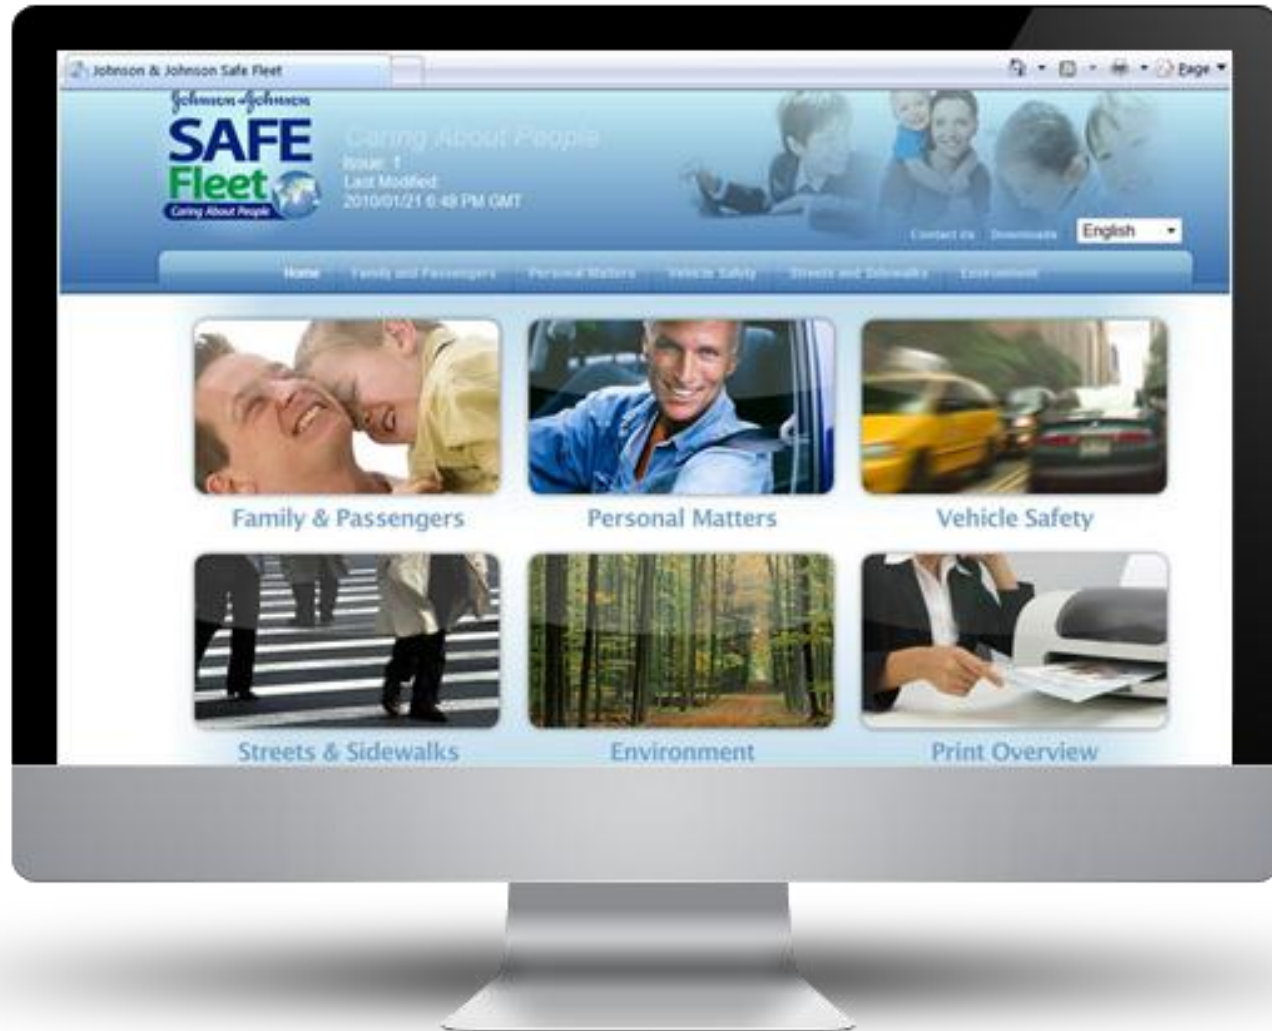 Johnson & Johnson Safe Fleet
Page
Johnson & Johnson
SAFE
Fleet
Caring About People
Caring About People
Issue: 1
Last Modified:
2010/01/21 6:48 PM GMT
Contact Us Downloads English
Home Family and Passengers Personal Matters Vehicle Safety Streets and Sidewalks Environment
Family & Passengers Personal Matters Vehicle Safety
Streets & Sidewalks Environment Print Overview